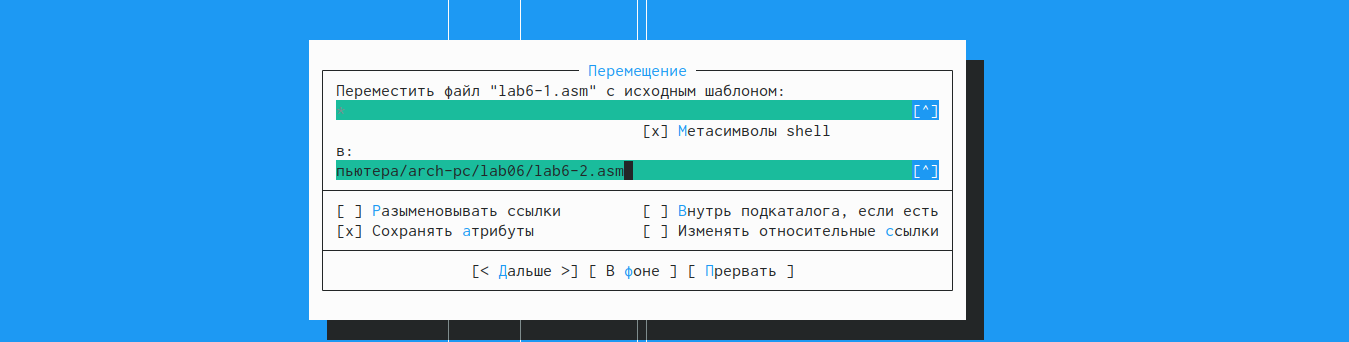 Перемещение
Переместить файл "lab6-1.asm" с исходным шаблоном:
* [^]
[x] Метасимволы shell
в:
пьютера/arch-pc/lab06/lab6-2.asm [^]
[ ] Разыменовывать ссылки [ ] Внутрь подкаталога, если есть
[x] Сохранять атрибуты [ ] Изменять относительные ссылки
[< Дальше >] [ В фоне ] [ Прервать ]